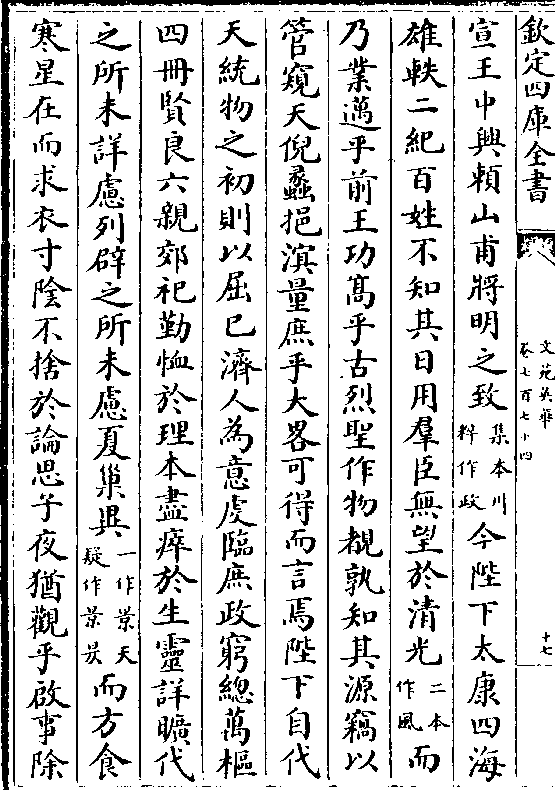 欽定四庫全書
文苑英華
卷七百七十四
十七
宣王中興頼山甫將明之致集本川粹作政今陛下太康四海
雄軼二紀百姓不知其日用羣臣無望於清光二本作風而
乃業邁乎前王功髙乎古烈聖作物覩孰知其源竊以
管窺天倪蠡挹溟量庶乎大畧可得而言焉陛下自代
天統物之初則以屈已濟人為意虔臨庶政窮總萬樞
四冊賢良六親郊祀勤恤於理本盡瘁於生靈詳曠代
之所未詳慮列辟之所未慮夏巢㒷一作景天疑作景炭而方食
寒星在而求衣寸陰不捨於論思子夜猶觀乎啟事除